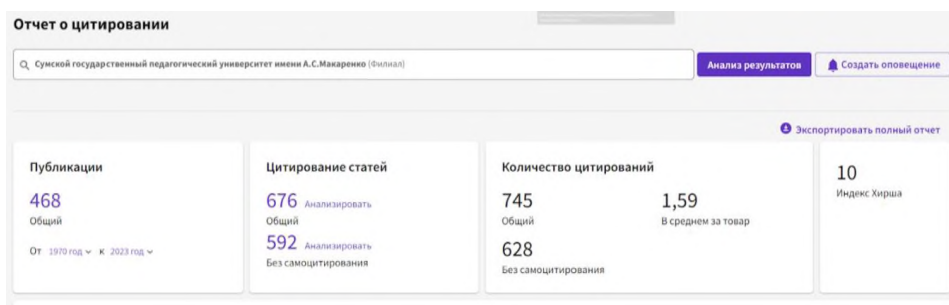 Отчет о цитировании
Сумской государственный педагогический университет имени А.С.Макаренко (Филиал)
Анализ результатов
Создать оповещение
Экспортировать полный отчет
Публикации
468
Общий
От 1970 год к 2023 год
Цитирование статей
676 Анализировать
Общий
592 Анализировать
Без самоцитирования
Количество цитирований
745 1,59
Общий В среднем за товар
628
Без самоцитирования
10
Индекс Хирша